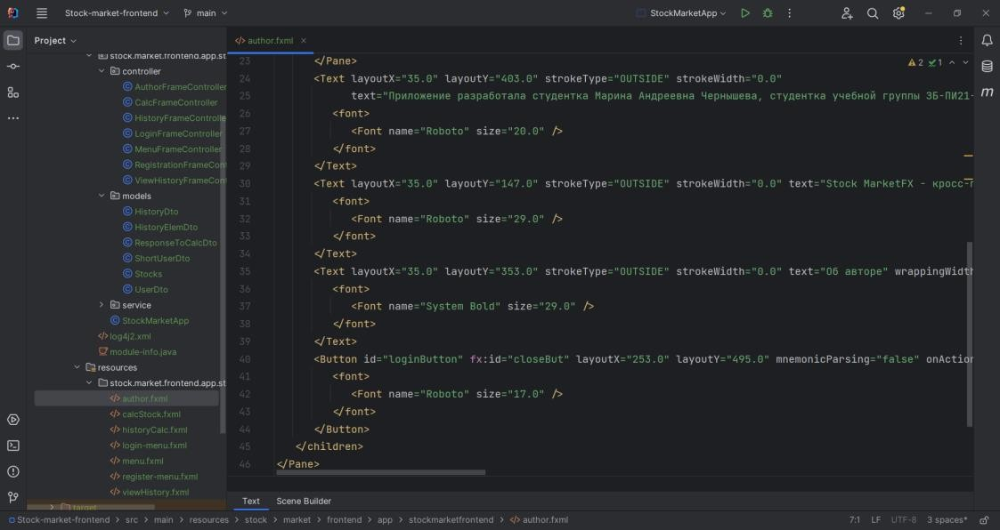 Stock-market-frontend main StockMarketApp
Project author.fxml
stock.market.frontend.app.st
controller
AuthorFrameController
CalcFrameController
HistoryFrameControlle
LoginFrameController
MenuFrameController
RegistrationFrameCont
ViewHistoryFrameCont
models
HistoryDto
HistoryElemDto
ResponseToCalcDto
ShortUserDto
Stocks
UserDto
service
StockMarketApp
log4j2.xml
module-info.java
resources
stock.market.frontend.app.st
author.fxml
calcStock.fxml
historyCalc.fxml
login-menu.fxml
menu.fxml
register-menu.fxml
viewHistory.fxml
target
2 1
23 </Pane>
24 <Text layoutX="35.0" layoutY="403.0" strokeType="OUTSIDE" strokeWidth="0.0"
25 text="Приложение разработала студентка Марина Андреевна Чернышева, студентка учебной группы ЗБ-ПИ21-
26 <font>
27 <Font name="Roboto" size="20.0" />
28 </font>
29 </Text>
30 <Text layoutX="35.0" layoutY="147.0" strokeType="OUTSIDE" strokeWidth="0.0" text="Stock MarketFX - кросс-п
31 <font>
32 <Font name="Roboto" size="29.0" />
33 </font>
34 </Text>
35 <Text layoutX="35.0" layoutY="353.0" strokeType="OUTSIDE" strokeWidth="0.0" text="Об авторе" wrappingWidth
36 <font>
37 <Font name="System Bold" size="29.0" />
38 </font>
39 </Text>
40 <Button id="loginButton" fx:id="closeBut" layoutX="253.0" layoutY="495.0" mnemonicParsing="false" onAction
41 <font>
42 <Font name="Roboto" size="17.0" />
43 </font>
44 </Button>
45 </children>
46 </Pane>
Text Scene Builder
Stock-market-frontend > src > main > resources > stock > market > frontend > app > stockmarketfrontend > author.fxml 7:1 LF UTF-8 3 spaces*